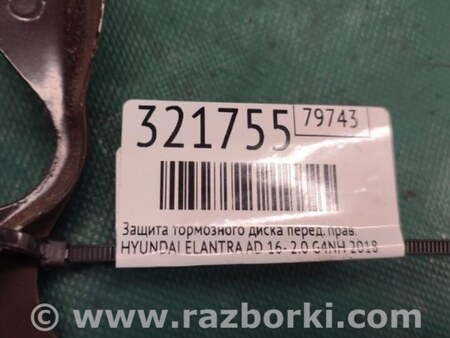 321755
79743
Защита тормозного диска перед. прав.
HYUNDAI ELANTRA AD 16- 2.0 G4NH 2018
www.razborki.com